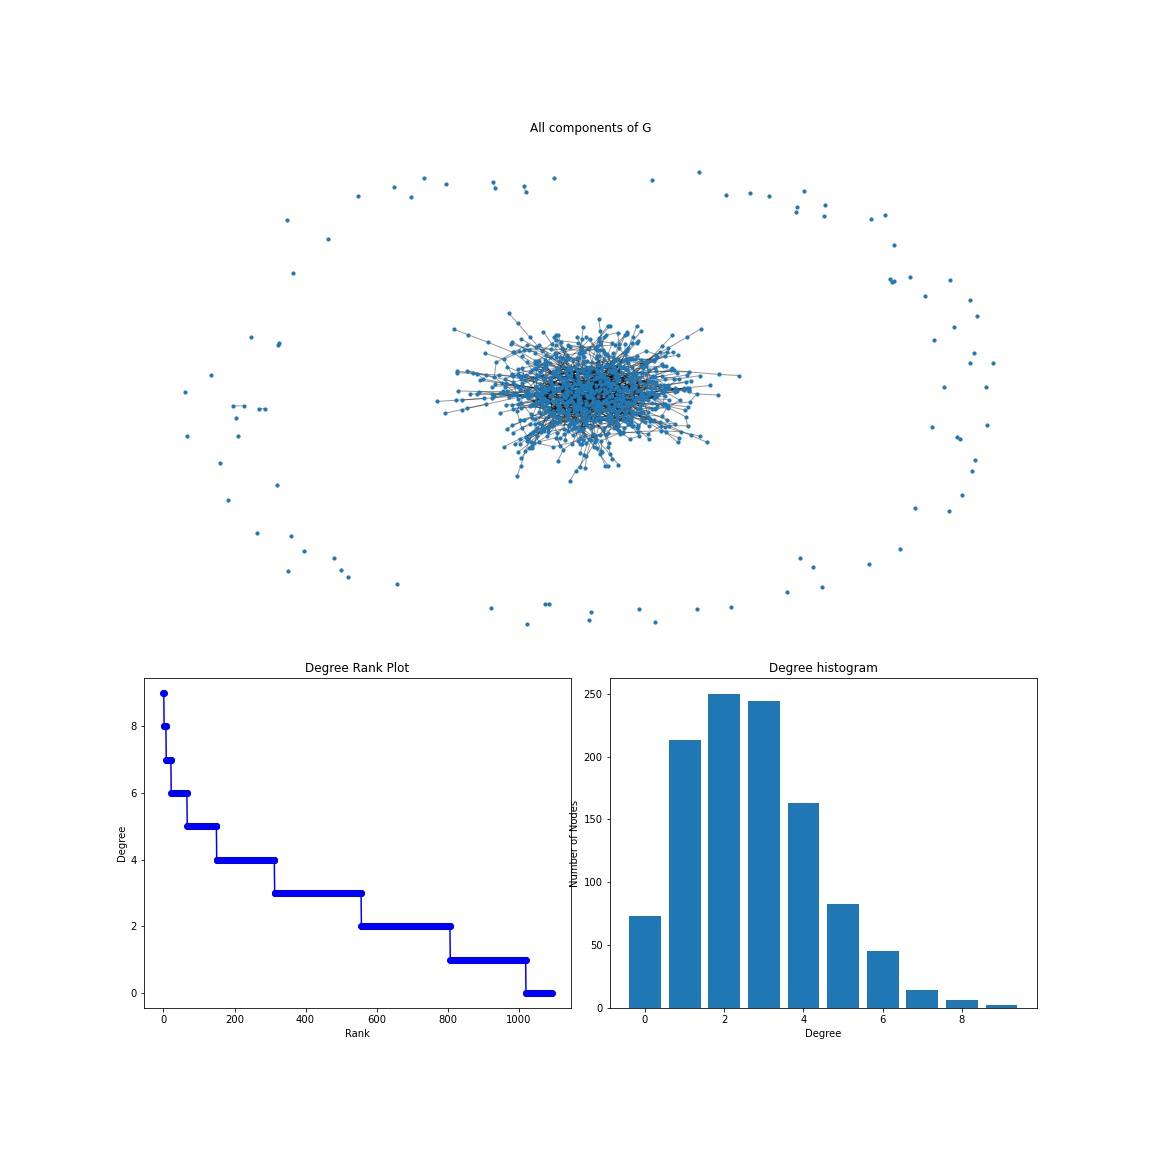 All components of G
Degree Rank Plot
Degree
8
6
4
2
0
0 200 400 600 800 1000
Rank
Degree histogram
Number of Nodes
250
200
150
100
50
0
0 2 4 6 8
Degree